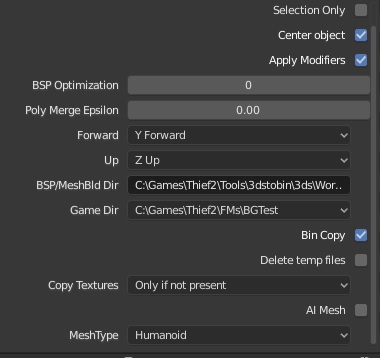 Selection Only
Center object
Apply Modifiers
BSP Optimization 0
Poly Merge Epsilon 0.00
Forward Y Forward
Up Z Up
BSP/MeshBld Dir C:\Games\Thief2\Tools\3dstobin\3ds\Wor..
Game Dir C:\Games\Thief2\FMs\BGTest
Bin Copy
Delete temp files
Copy Textures Only if not present
AI Mesh
MeshType Humanoid